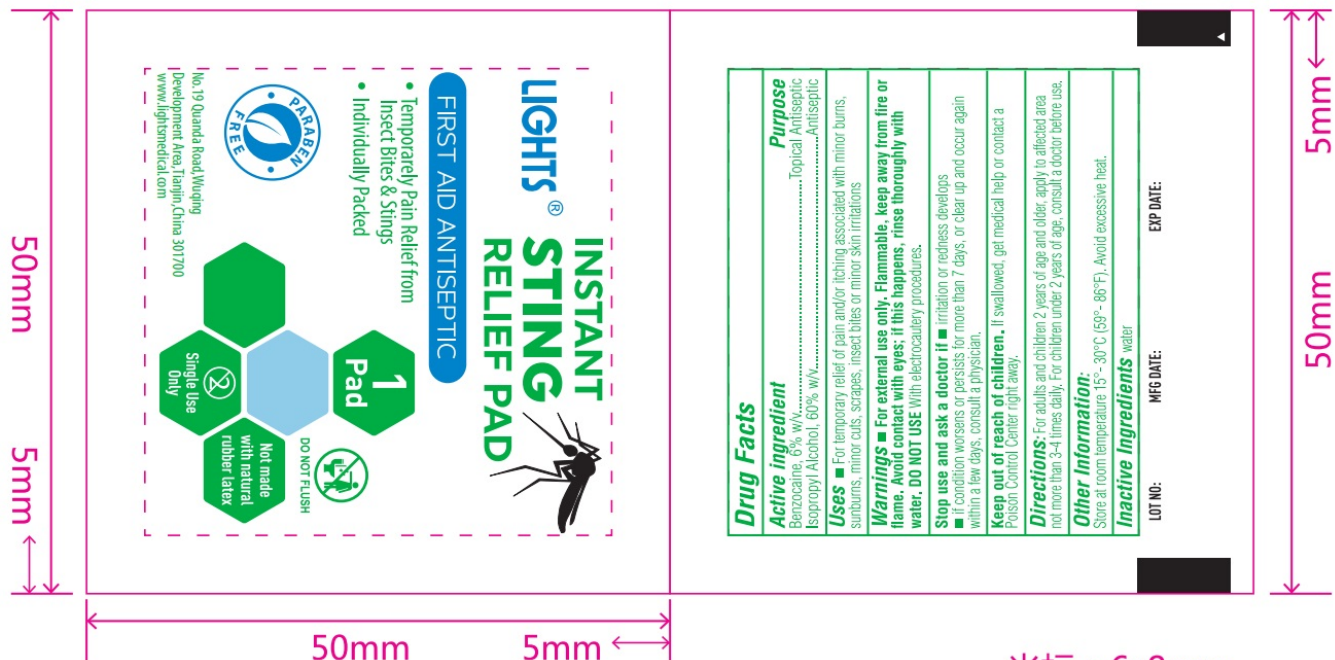 LIGHTS ®
INSTANT
STING
RELIEF PAD
FIRST AID ANTISEPTIC
• Temporarely Pain Relief from
Insect Bites & Stings
• Individually Packed
PARABEN
FREE
No.19 Quanda Road,Wuqing
Development Area,Tianjin,China 301700
www.lightsmedical.com
1
Pad
2
Single Use
Only
Not made
with natural
rubber latex
DO NOT FLUSH
Drug Facts
Active ingredient Purpose
Benzocaine, 6% w/v..............................Topical Antiseptic
Isopropyl Alcohol, 60% w/v..............................Antiseptic
Uses ■ For temporary relief of pain and/or itching associated with minor burns,
sunburns, minor cuts, scrapes, insect bites or minor skin irritations
Warnings ■ For external use only. Flammable, keep away from fire or
flame. Avoid contact with eyes; if this happens, rinse thoroughly with
water. DO NOT USE With electrocautery procedures.
Stop use and ask a doctor if ■ irritation or redness develops
■ if condition worsens or persists for more than 7 days, or clear up and occur again
within a few days, consult a physician.
Keep out of reach of children. If swallowed, get medical help or contact a
Poison Control Center right away.
Directions: For adults and children 2 years of age and older, apply to affected area
not more than 3-4 times daily. For children under 2 years of age, consult a doctor before use.
Other Information:
Store at room temperature 15°- 30°C (59°- 86°F). Avoid excessive heat.
Inactive Ingredients water
LOT NO: MFG DATE: EXP DATE:
50mm
5mm
50mm
5mm
5mm
50mm